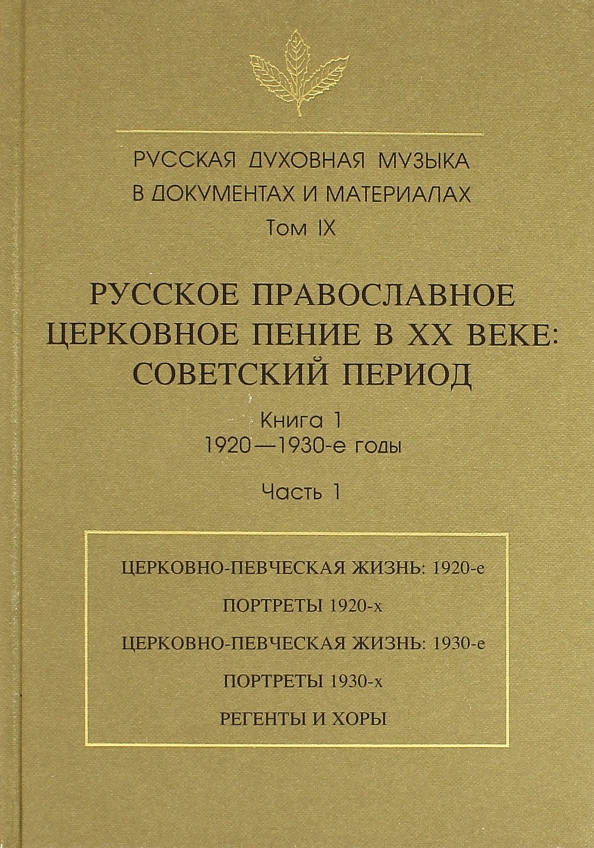 РУССКАЯ ДУХОВНАЯ МУЗЫКА
В ДОКУМЕНТАХ И МАТЕРИАЛАХ
Том IX
РУССКОЕ ПРАВОСЛАВНОЕ
ЦЕРКОВНОЕ ПЕНИЕ В XX ВЕКЕ:
СОВЕТСКИЙ ПЕРИОД
Книга 1
1920—1930-е годы
Часть 1
ЦЕРКОВНО-ПЕВЧЕСКАЯ ЖИЗНЬ: 1920-е
ПОРТРЕТЫ 1920-х
ЦЕРКОВНО-ПЕВЧЕСКАЯ ЖИЗНЬ: 1930-е
ПОРТРЕТЫ 1930-х
РЕГЕНТЫ И ХОРЫ